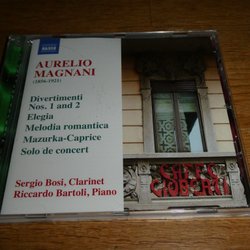 NAXOS
AURELIO
MAGNANI
(1856-1921)
Divertimenti
Nos. 1 and 2
Elegia
Melodia romantica
Mazurka-Caprice
Solo de concert
Sergio Bosi, Clarinet
Riccardo Bartoli, Piano